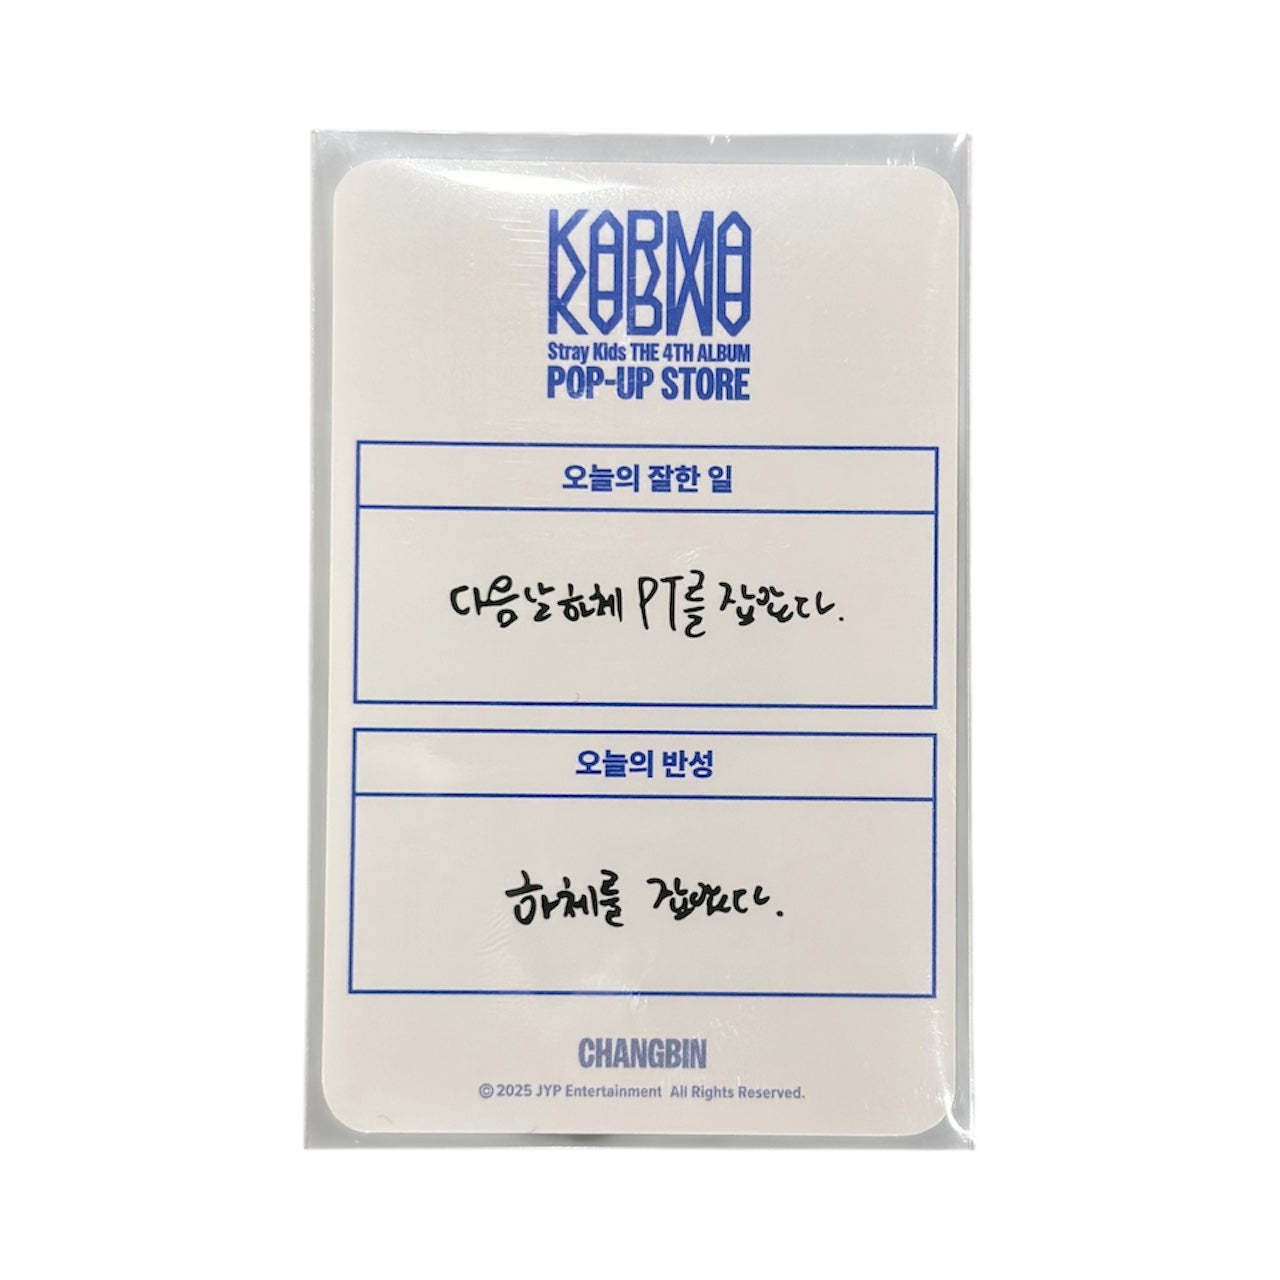 KARMA
Stray Kids THE 4TH ALBUM
POP-UP STORE
오늘의 잘한 일
다음날 하체 PT를 잡았다.
오늘의 반성
하체를 잡았다.
CHANGBIN
© 2025 JYP Entertainment All Rights Reserved.